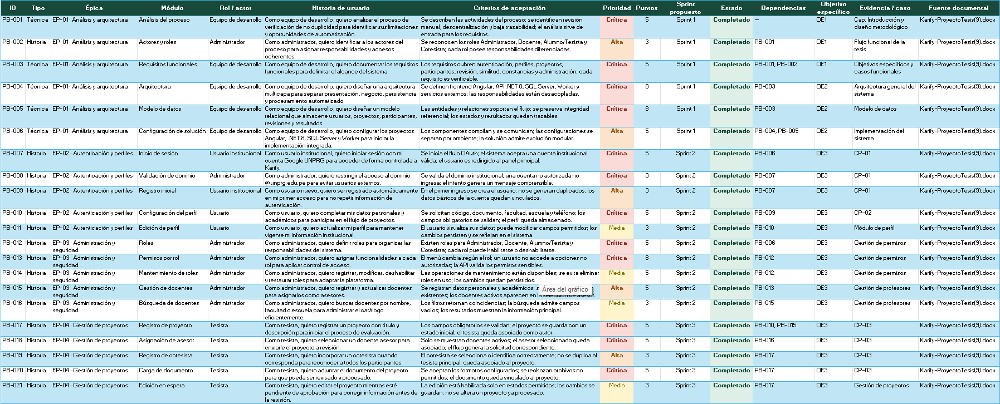 ID Tipo Épica Módulo Rol / actor Historia de usuario Criterios de aceptación Prioridad Puntos Sprint propuesto Estado Dependencias Objetivo específico Evidencia / caso Fuente documental
PB-001 Técnica EP-01 · Análisis y arquitectura Análisis del proceso Equipo de desarrollo Como equipo de desarrollo, quiero analizar el proceso de verificación de no duplicidad para identificar sus limitaciones y oportunidades de automatización. Se describen las actividades del proceso; se identifican revisión manual, descentralización y baja trazabilidad; el análisis sirve de entrada para los requisitos. Crítica 5 Sprint 1 Completado — OE1 Cap. Introducción y diseño metodológico Karify-ProyectoTesis(9).docx
PB-002 Historia EP-01 · Análisis y arquitectura Actores y roles Administrador Como administrador, quiero identificar a los actores del proceso para asignar responsabilidades y accesos coherentes. Se reconocen los roles Administrador, Docente, Alumno/Tesista y Cotesista; cada rol posee responsabilidades diferenciadas. Alta 3 Sprint 1 Completado PB-001 OE1 Flujo funcional de la tesis Karify-ProyectoTesis(9).docx
PB-003 Técnica EP-01 · Análisis y arquitectura Requisitos funcionales Equipo de desarrollo Como equipo de desarrollo, quiero documentar los requisitos funcionales para delimitar el alcance del sistema. Los requisitos cubren autenticación, perfiles, proyectos, participantes, revisión, similitud, constancias y administración; cada requisito es verificable. Crítica 5 Sprint 1 Completado PB-001, PB-002 OE1 Objetivos específicos y casos funcionales Karify-ProyectoTesis(9).docx
PB-004 Técnica EP-01 · Análisis y arquitectura Arquitectura Equipo de desarrollo Como equipo de desarrollo, quiero diseñar una arquitectura multicapa para separar presentación, negocio, persistencia y procesamiento automatizado. Se definen frontend Angular, API .NET 8, SQL Server, Worker y servicios externos; las responsabilidades están desacopladas. Crítica 8 Sprint 1 Completado PB-003 OE2 Arquitectura general del sistema Karify-ProyectoTesis(9).docx
PB-005 Técnica EP-01 · Análisis y arquitectura Modelo de datos Equipo de desarrollo Como equipo de desarrollo, quiero diseñar un modelo relacional que almacene usuarios, proyectos, participantes, revisiones y resultados. Las entidades y relaciones soportan el flujo; se preserva integridad referencial; los estados y resultados quedan trazables. Crítica 8 Sprint 1 Completado PB-003 OE2 Modelo de datos Karify-ProyectoTesis(9).docx
PB-006 Técnica EP-01 · Análisis y arquitectura Configuración de solución Equipo de desarrollo Como equipo de desarrollo, quiero configurar los proyectos Angular, .NET 8, SQL Server y Worker para iniciar la implementación integrada. Los componentes compilan y se comunican; las configuraciones se separan por ambiente; la solución admite evolución modular. Alta 5 Sprint 1 Completado PB-004, PB-005 OE2 Implementación del sistema Karify-ProyectoTesis(9).docx
PB-007 Historia EP-02 · Autenticación y perfiles Inicio de sesión Usuario institucional Como usuario institucional, quiero iniciar sesión con mi cuenta Google UNPRG para acceder de forma controlada a Karify. Se inicia el flujo OAuth; el sistema acepta una cuenta institucional válida; el usuario es redirigido al panel principal. Crítica 5 Sprint 2 Completado PB-006 OE3 CP-01 Karify-ProyectoTesis(9).docx
PB-008 Historia EP-02 · Autenticación y perfiles Validación de dominio Administrador Como administrador, quiero restringir el acceso al dominio @unprg.edu.pe para evitar usuarios externos. Se valida el dominio institucional; una cuenta no autorizada no ingresa; el intento genera un mensaje comprensible. Crítica 3 Sprint 2 Completado PB-007 OE3 CP-01 Karify-ProyectoTesis(9).docx
PB-009 Historia EP-02 · Autenticación y perfiles Registro inicial Usuario institucional Como usuario nuevo, quiero ser registrado automáticamente en mi primer acceso para no repetir información de autenticación. En el primer ingreso se crea el usuario; no se generan duplicados; los datos básicos de la cuenta quedan vinculados. Alta 3 Sprint 2 Completado PB-007 OE3 CP-01 Karify-ProyectoTesis(9).docx
PB-010 Historia EP-02 · Autenticación y perfiles Configuración del perfil Usuario Como usuario, quiero completar mis datos personales y académicos para participar en el flujo de proyectos. Se solicitan código, documento, facultad, escuela y teléfono; los campos obligatorios se validan; el perfil queda almacenado. Crítica 5 Sprint 2 Completado PB-009 OE3 CP-02 Karify-ProyectoTesis(9).docx
PB-011 Historia EP-02 · Autenticación y perfiles Edición de perfil Usuario Como usuario, quiero actualizar mi perfil para mantener vigente mi información institucional. El usuario visualiza sus datos; puede modificar campos permitidos; los cambios persisten y se reflejan en el sistema. Media 3 Sprint 2 Completado PB-010 OE3 Módulo de perfil Karify-ProyectoTesis(9).docx
PB-012 Historia EP-03 · Administración y seguridad Roles Administrador Como administrador, quiero definir roles para organizar las responsabilidades del sistema. Existen roles para Administrador, Docente, Alumno/Tesista y Cotesista; cada rol puede habilitarse o deshabilitarse. Crítica 5 Sprint 2 Completado PB-006 OE3 Gestión de permisos Karify-ProyectoTesis(9).docx
PB-013 Historia EP-03 · Administración y seguridad Permisos por rol Administrador Como administrador, quiero asignar funcionalidades a cada rol para aplicar control de acceso. El menú cambia según el rol; un usuario no accede a opciones no autorizadas; la API valida los permisos sensibles. Crítica 8 Sprint 2 Completado PB-012 OE3 Gestión de permisos Karify-ProyectoTesis(9).docx
PB-014 Historia EP-03 · Administración y seguridad Mantenimiento de roles Administrador Como administrador, quiero registrar, modificar, deshabilitar y restaurar roles para adaptar la plataforma. Las operaciones de mantenimiento están disponibles; se evita eliminar roles en uso; los cambios quedan persistidos. Media 5 Sprint 2 Completado PB-012 OE3 Gestión de permisos Karify-ProyectoTesis(9).docx
PB-015 Historia EP-03 · Administración y seguridad Gestión de docentes Administrador Como administrador, quiero registrar y actualizar docentes para asignarlos como asesores. Se registran datos personales y académicos; existentes; los docentes activos aparecen en la selección de asesor. Área del gráfico Alta 5 Sprint 2 Completado PB-013 OE3 Gestión de profesores Karify-ProyectoTesis(9).docx
PB-016 Historia EP-03 · Administración y seguridad Búsqueda de docentes Administrador Como administrador, quiero buscar docentes por nombre, facultad o escuela para administrar el catálogo eficientemente. Los filtros retornan coincidencias; la búsqueda admite campos vacíos; los resultados muestran la información principal. Media 3 Sprint 2 Completado PB-015 OE3 Gestión de profesores Karify-ProyectoTesis(9).docx
PB-017 Historia EP-04 · Gestión de proyectos Registro de proyecto Tesista Como tesista, quiero registrar un proyecto con título y descripción para iniciar el proceso de evaluación. Los campos obligatorios se validan; el proyecto se guarda con un estado inicial; el tesista queda asociado como autor. Crítica 5 Sprint 3 Completado PB-010, PB-015 OE3 CP-03 Karify-ProyectoTesis(9).docx
PB-018 Historia EP-04 · Gestión de proyectos Asignación de asesor Tesista Como tesista, quiero seleccionar un docente asesor para enviarle el proyecto a revisión. Solo se muestran docentes activos; el asesor seleccionado queda asociado; el flujo genera la solicitud correspondiente. Crítica 5 Sprint 3 Completado PB-016 OE3 CP-03 Karify-ProyectoTesis(9).docx
PB-019 Historia EP-04 · Gestión de proyectos Registro de cotesista Tesista Como tesista, quiero incorporar un cotesista cuando corresponda para reconocer a todos los participantes. El cotesista se selecciona o identifica correctamente; no se duplica al tesista principal; queda asociado al proyecto. Alta 3 Sprint 3 Completado PB-017 OE3 CP-03 Karify-ProyectoTesis(9).docx
PB-020 Historia EP-04 · Gestión de proyectos Carga de documento Tesista Como tesista, quiero adjuntar el documento del proyecto para que pueda ser revisado y procesado. Se aceptan los formatos configurados; se rechazan archivos no permitidos; el documento queda vinculado al proyecto. Crítica 5 Sprint 3 Completado PB-017 OE3 CP-03 Karify-ProyectoTesis(9).docx
PB-021 Historia EP-04 · Gestión de proyectos Edición en espera Tesista Como tesista, quiero editar el proyecto mientras esté pendiente de aprobación para corregir información antes de la revisión. La edición está habilitada solo en estados permitidos; los cambios se guardan; no se altera un proyecto ya procesado. Media 3 Sprint 3 Completado PB-017 OE3 Gestión de proyectos Karify-ProyectoTesis(9).docx